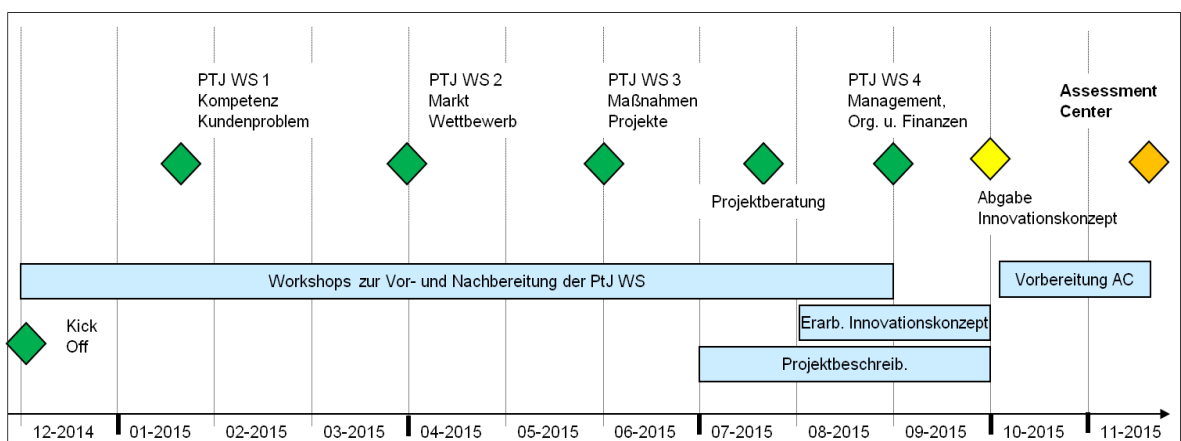 PTJ WS 1
Kompetenz
Kundenproblem
PTJ WS 2
Markt
Wettbewerb
PTJ WS 3
Maßnahmen
Projekte
PTJ WS 4
Management,
Org. u. Finanzen
Assessment
Center
Projektberatung
Abgabe
Innovationskonzept
Workshops zur Vor- und Nachbereitung der PtJ WS
Vorbereitung AC
Kick
Off
Erarb. Innovationskonzept
Projektbeschreib.
12-2014
01-2015
02-2015
03-2015
04-2015
05-2015
06-2015
07-2015
08-2015
09-2015
10-2015
11-2015